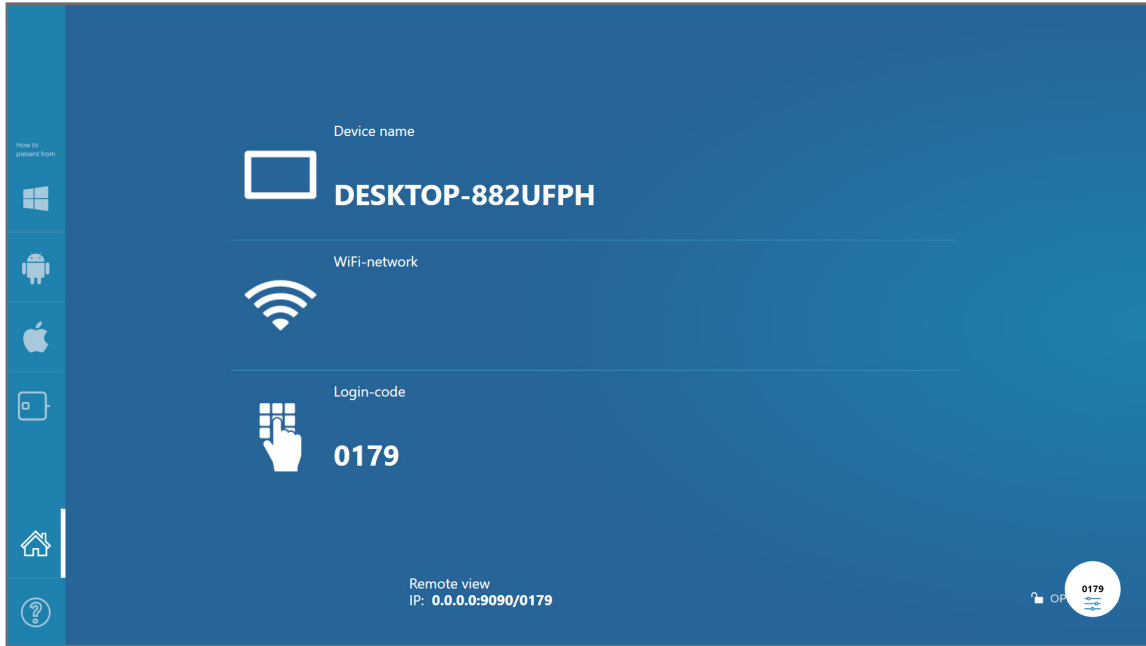 How to
present from
Device name
DESKTOP-882UFPH
WiFi-network
Login-code
0179
Remote view
IP: 0.0.0.0:9090/0179
0179